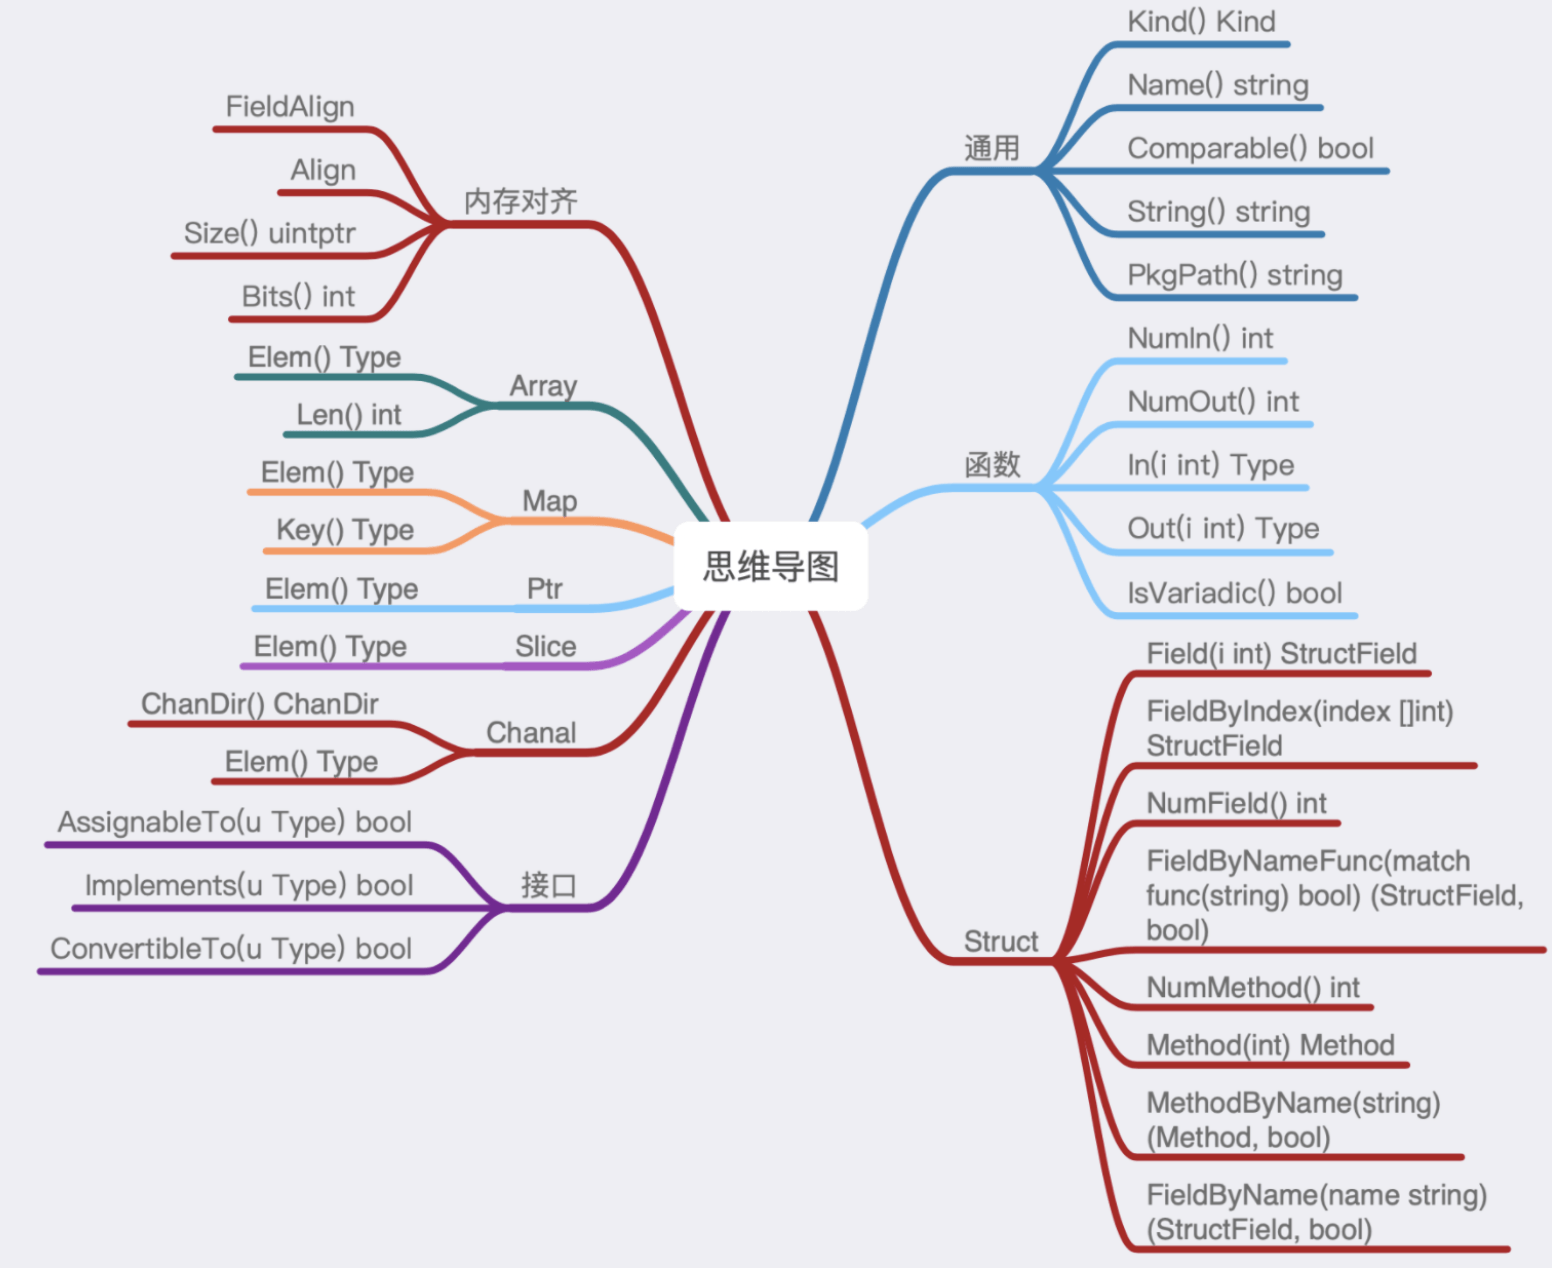 思维导图
通用
Kind() Kind
Name() string
Comparable() bool
String() string
PkgPath() string
函数
NumIn() int
NumOut() int
In(i int) Type
Out(i int) Type
IsVariadic() bool
Struct
Field(i int) StructField
FieldByIndex(index []int)
StructField
NumField() int
FieldByNameFunc(match
func(string) bool) (StructField,
bool)
NumMethod() int
Method(int) Method
MethodByName(string)
(Method, bool)
FieldByName(name string)
(StructField, bool)
内存对齐
FieldAlign
Align
Size() uintptr
Bits() int
Array
Elem() Type
Len() int
Map
Elem() Type
Key() Type
Ptr
Elem() Type
Slice
Elem() Type
Chanal
ChanDir() ChanDir
Elem() Type
接口
AssignableTo(u Type) bool
Implements(u Type) bool
ConvertibleTo(u Type) bool